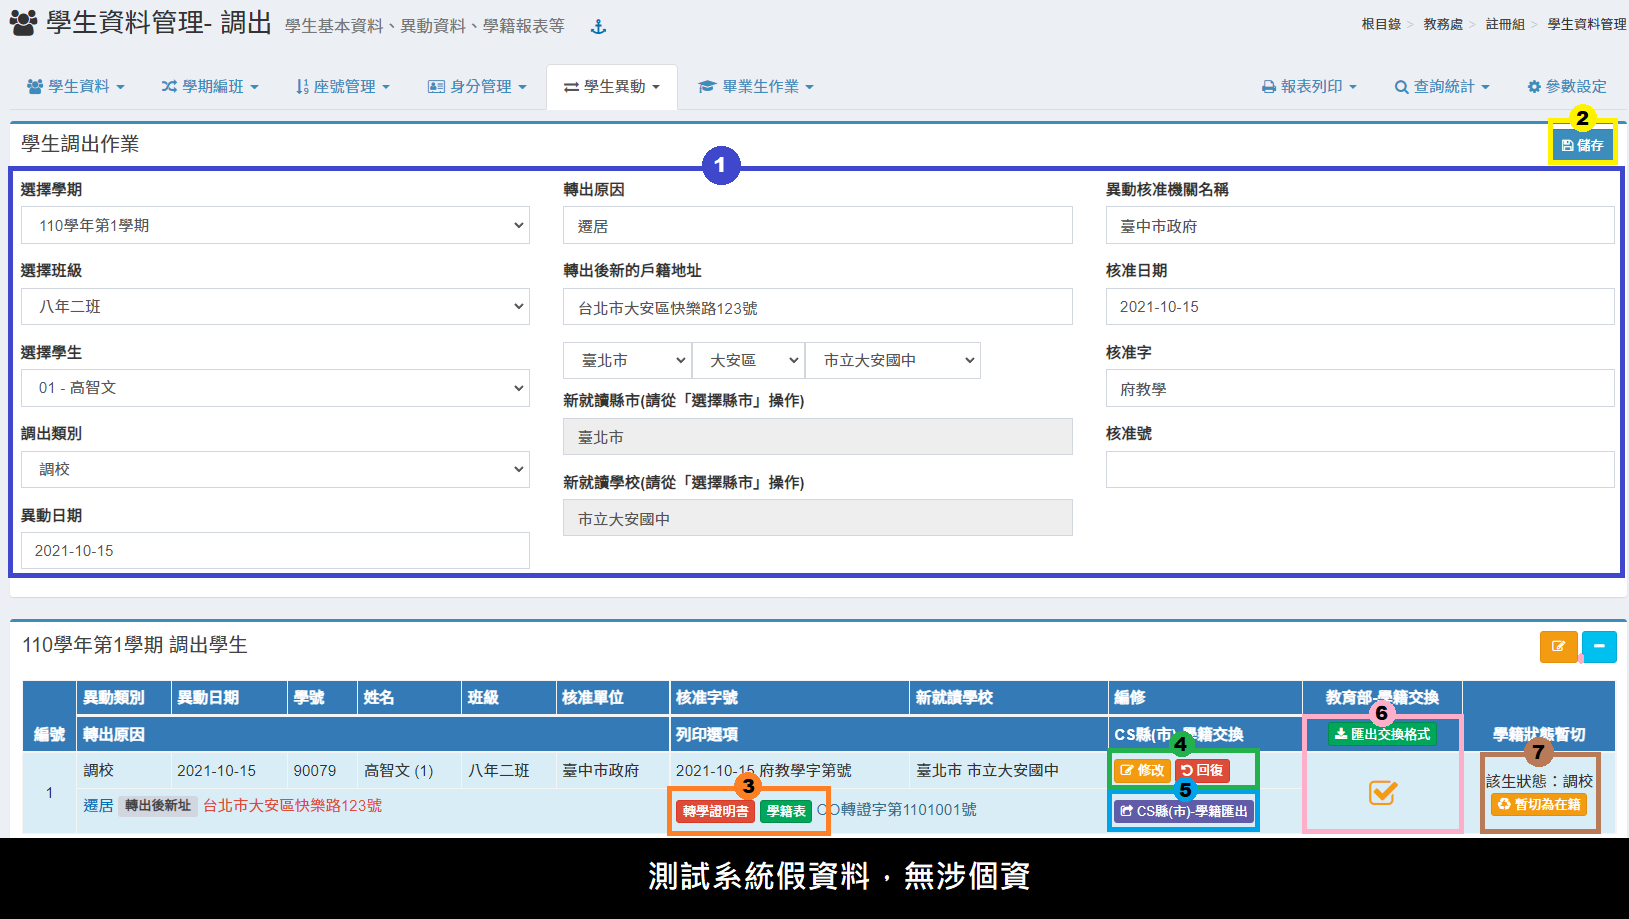 學生資料管理- 調出 學生基本資料、異動資料、學籍報表等
根目錄 > 教務處 > 註冊組 > 學生資料管理
學生資料 學期編班 座號管理 身分管理 學生異動 畢業生作業 報表列印 查詢統計 參數設定
學生調出作業
2
儲存
1
選擇學期
110學年第1學期
選擇班級
八年二班
選擇學生
01 - 高智文
調出類別
調校
異動日期
2021-10-15
轉出原因
遷居
轉出後新的戶籍地址
台北市大安區快樂路123號
臺北市 大安區 市立大安國中
新就讀縣市(請從「選擇縣市」操作)
臺北市
新就讀學校(請從「選擇縣市」操作)
市立大安國中
異動核准機關名稱
臺中市政府
核准日期
2021-10-15
核准字
府教學
核准號
110學年第1學期 調出學生
編號 異動類別 異動日期 學號 姓名 班級 核准單位 核准字號 新就讀學校 編修 教育部-學籍交換 學籍狀態暫切
轉出原因 列印選項 CS縣(市)-學籍交換
6
匯出交換格式
1 調校 2021-10-15 90079 高智文 (1) 八年二班 臺中市政府 2021-10-15 府教學字第號 臺北市 市立大安國中
4
修改 回復
7
該生狀態：調校
暫切為在籍
遷居 轉出後新址 台北市大安區快樂路123號
3
轉學證明書 學籍表 OO轉證字第1101001號
5
CS縣(市)-學籍匯出
測試系統假資料，無涉個資